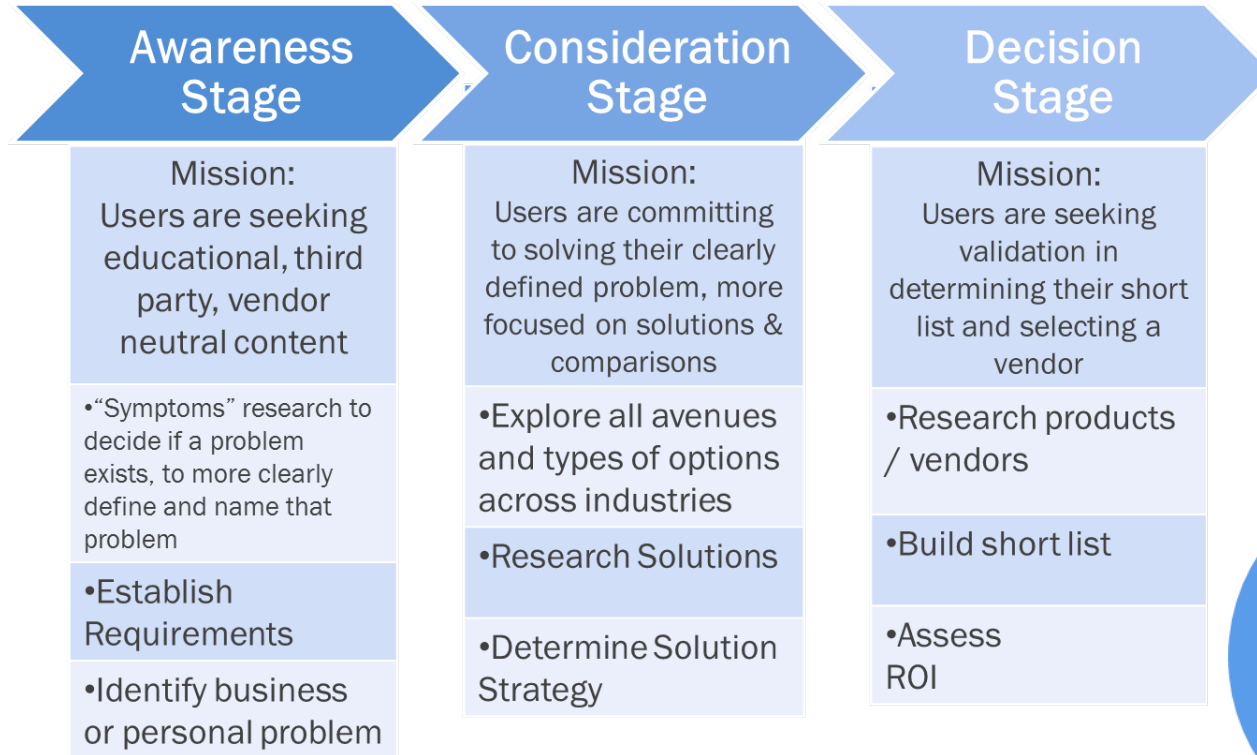 Awareness
Stage
Mission:
Users are seeking
educational, third
party, vendor
neutral content
•“Symptoms” research to
decide if a problem
exists, to more clearly
define and name that
problem
•Establish
Requirements
•Identify business
or personal problem
Consideration
Stage
Mission:
Users are committing
to solving their clearly
defined problem, more
focused on solutions &
comparisons
•Explore all avenues
and types of options
across industries
•Research Solutions
•Determine Solution
Strategy
Decision
Stage
Mission:
Users are seeking
validation in
determining their short
list and selecting a
vendor
•Research products
/ vendors
•Build short list
•Assess
ROI